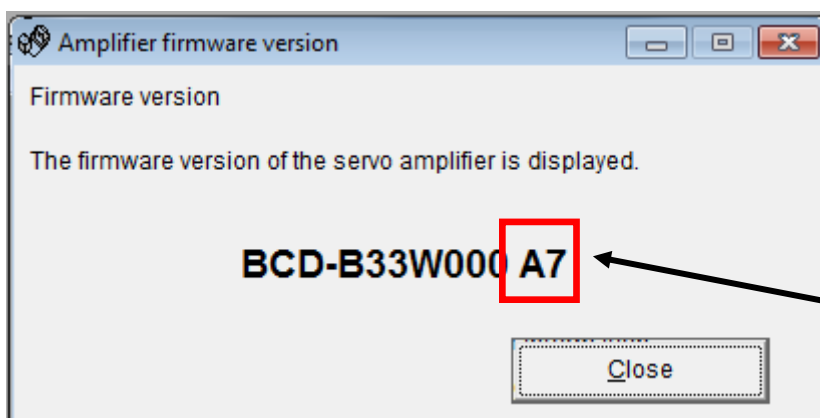 Amplifier firmware version
Firmware version
The firmware version of the servo amplifier is displayed.
BCD-B33W000 A7
Close